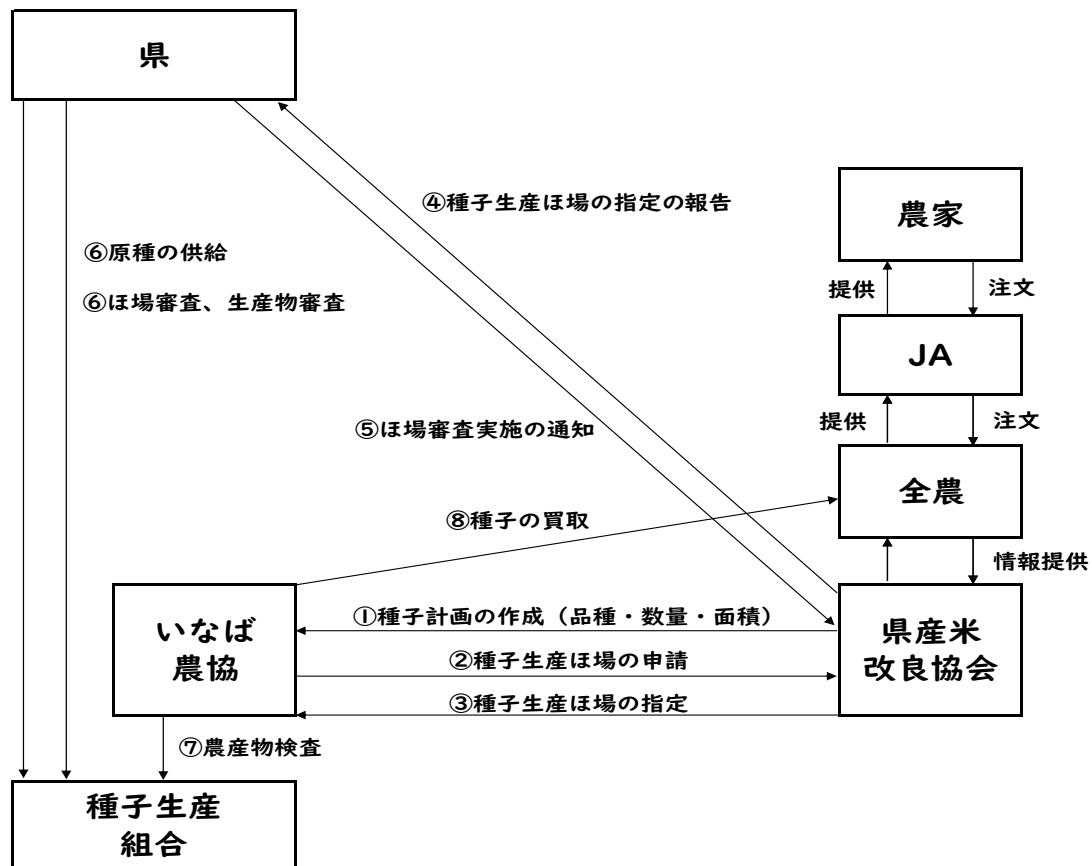 県
④種子生産ほ場の指定の報告
農家
⑥原種の供給
提供
注文
⑥ほ場審査、生産物審査
JA
提供
注文
⑤ほ場審査実施の通知
全農
⑧種子の買取
情報提供
①種子計画の作成（品種・数量・面積）
いなば
農協
県産米
改良協会
②種子生産ほ場の申請
③種子生産ほ場の指定
⑦農産物検査
種子生産
組合